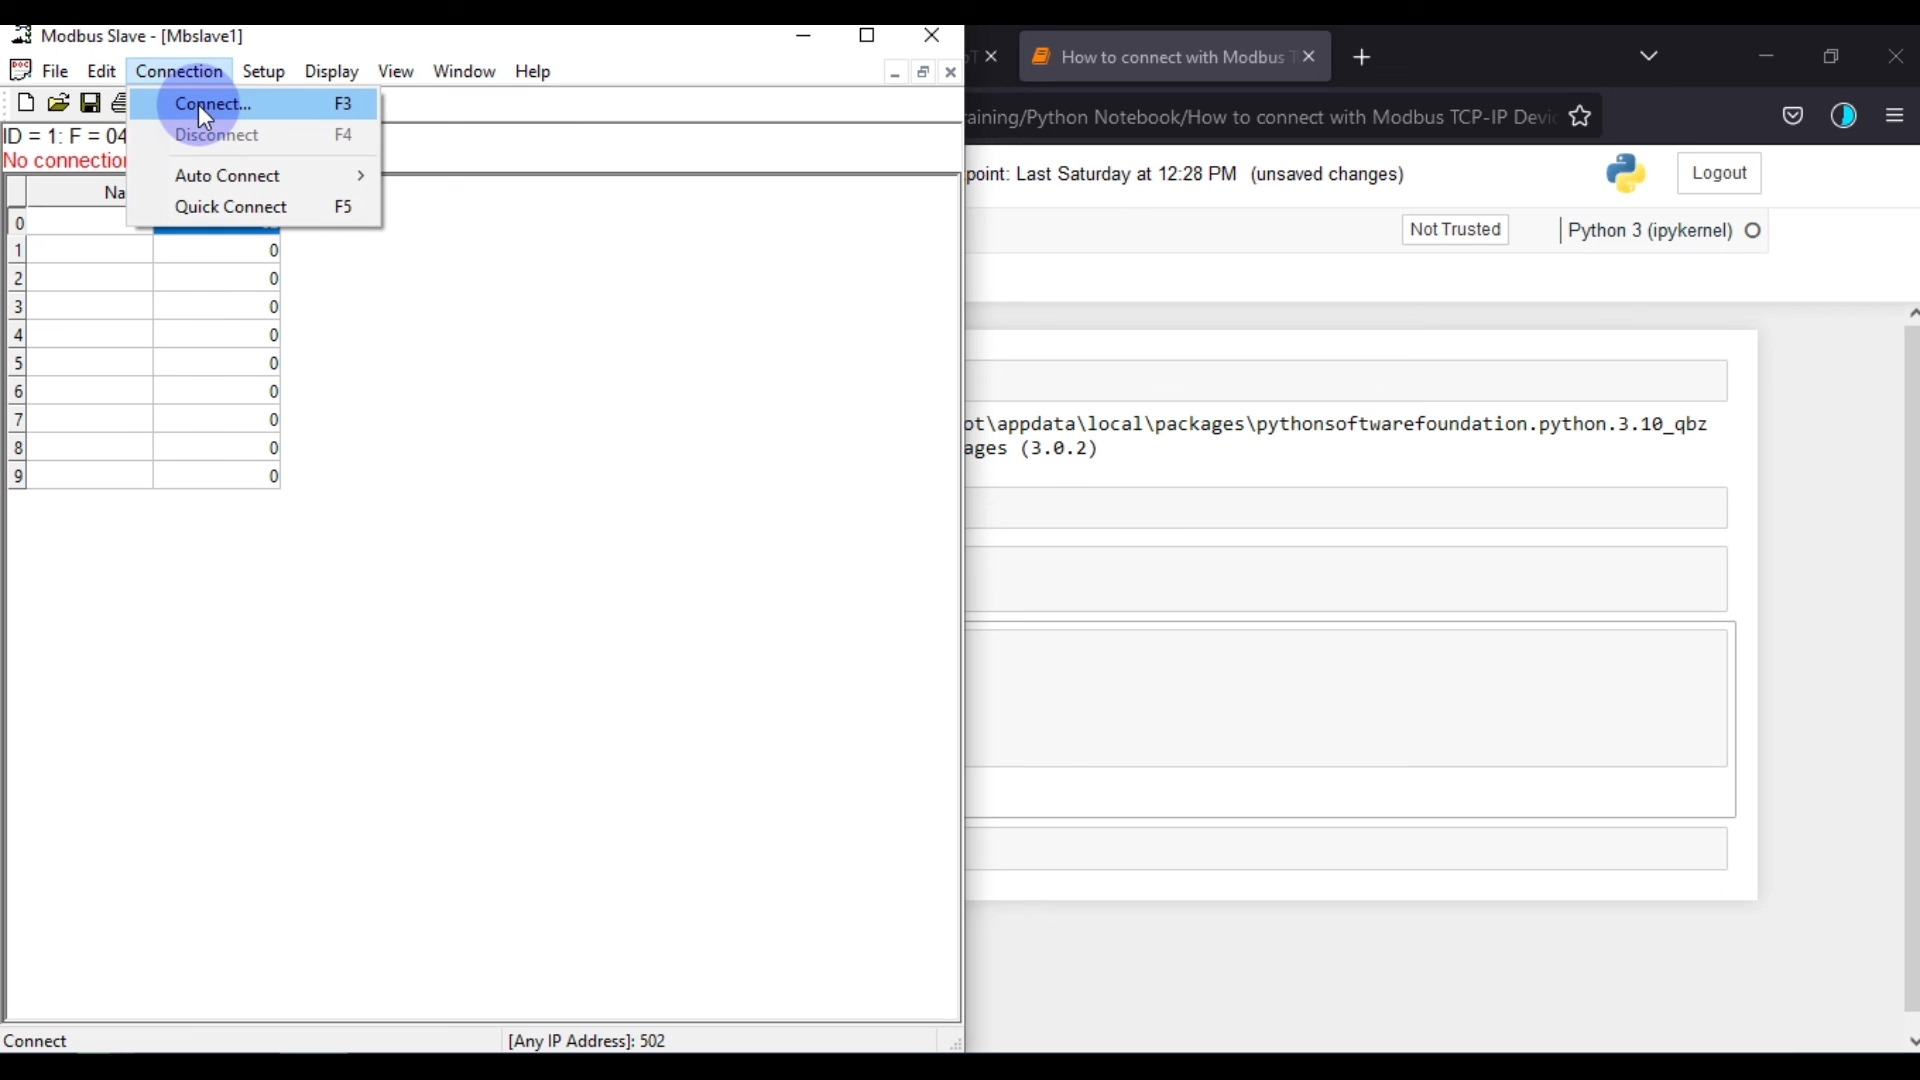 Modbus Slave - [Mbslave1]
File Edit Connection Setup Display View Window Help
Connect... F3
Disconnect F4
Auto Connect >
Quick Connect F5
ID = 1: F = 04
No connection
Na
0
1 0
2 0
3 0
4 0
5 0
6 0
7 0
8 0
9 0
Connect [Any IP Address]: 502
How to connect with Modbus T
aining/Python Notebook/How to connect with Modbus TCP-IP Devi
point: Last Saturday at 12:28 PM (unsaved changes)
Logout
Not Trusted
Python 3 (ipykernel)
ot\appdata\local\packages\pythonsoftwarefoundation.python.3.10_qbz
ages (3.0.2)